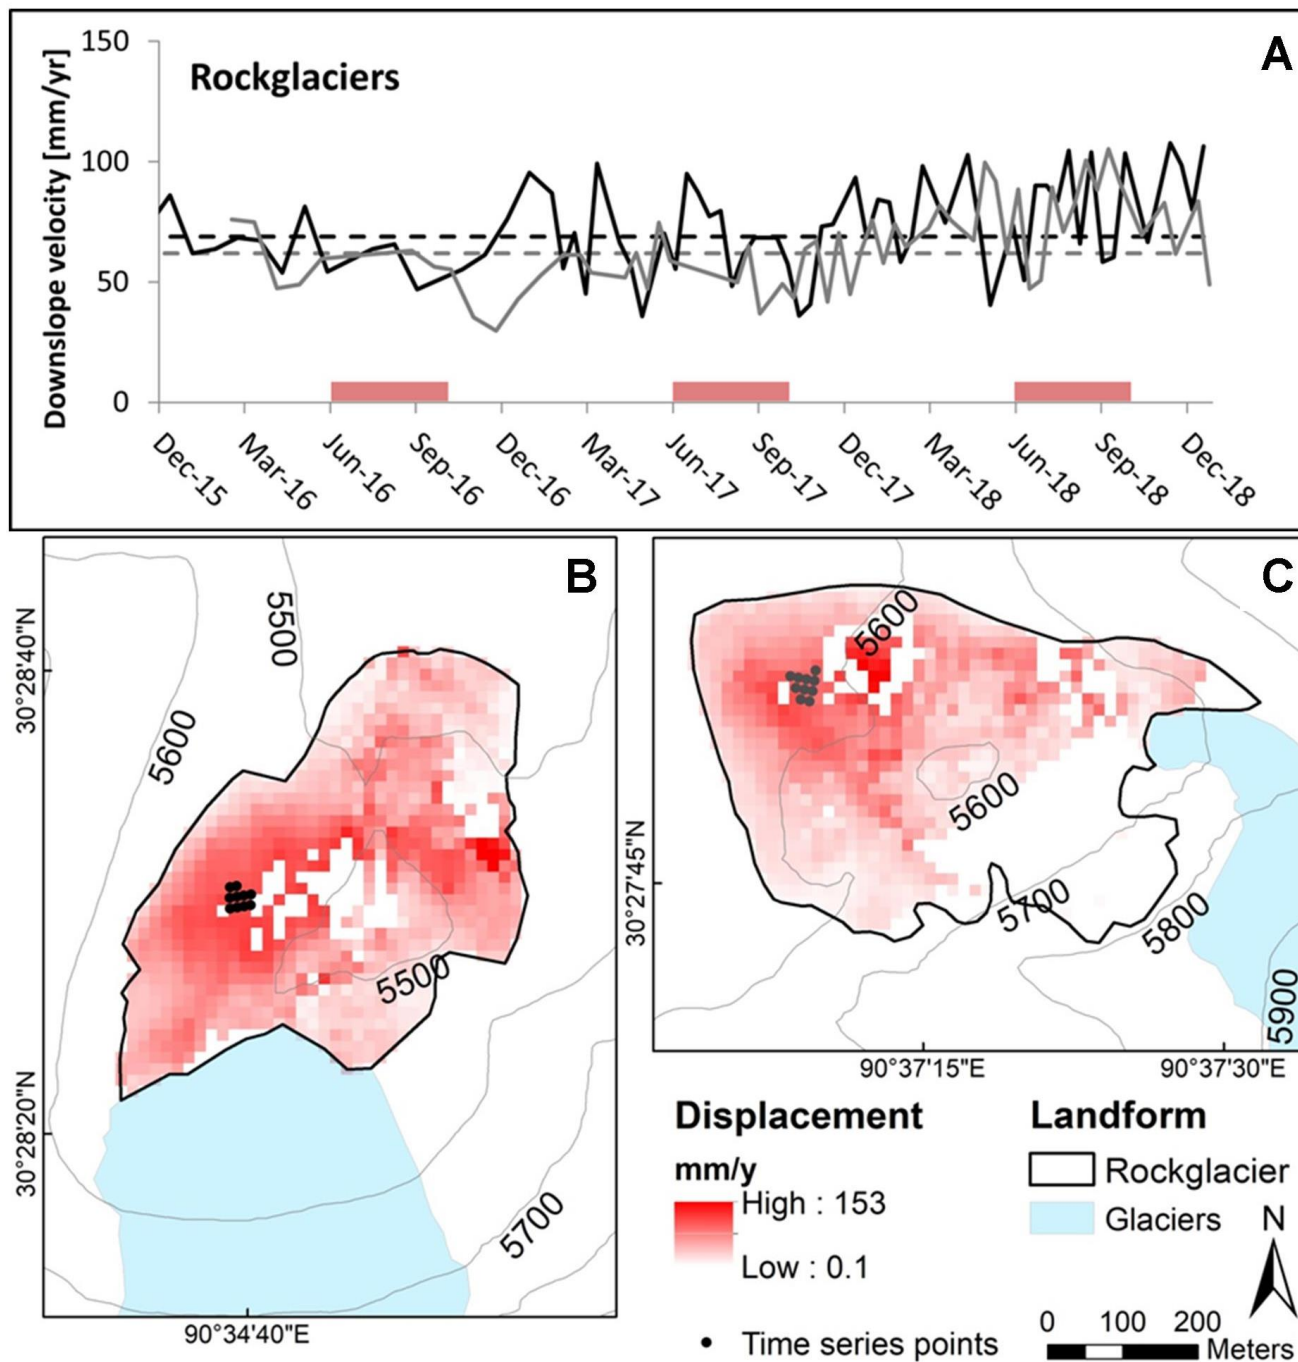 A
Rockglaciers
Downslope velocity [mm/yr]
150
100
50
0
Dec-15
Mar-16
Jun-16
Sep-16
Dec-16
Mar-17
Jun-17
Sep-17
Dec-17
Mar-18
Jun-18
Sep-18
Dec-18
B
5500
5600
5500
5700
30°28'40"N
30°28'20"N
90°34'40"E
C
5600
5600
5700
5800
5900
30°27'45"N
90°37'15"E
90°37'30"E
Displacement
mm/y
High : 153
Low : 0.1
Time series points
Landform
Rockglacier
Glaciers
N
0 100 200
Meters